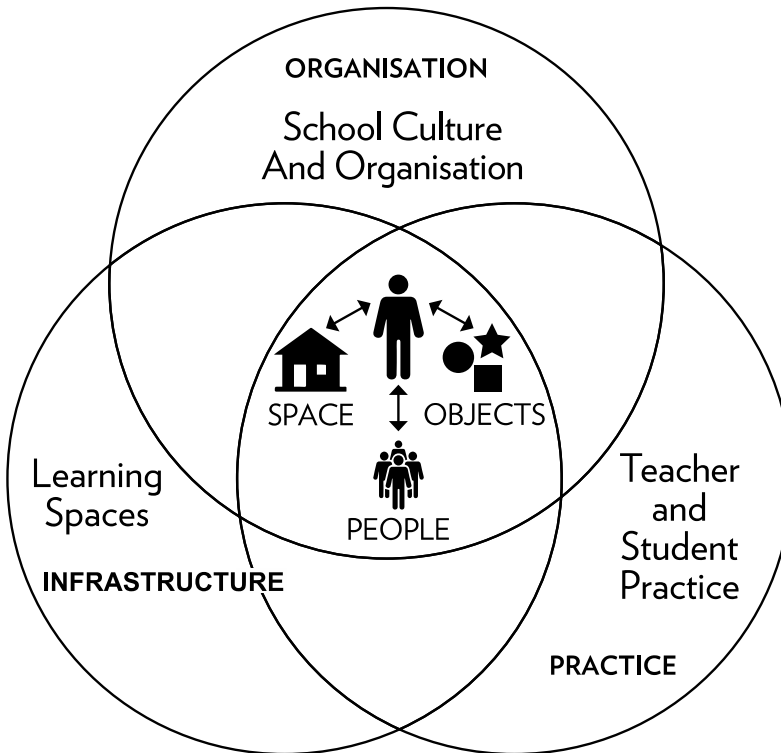 ORGANISATION
School Culture
And Organisation
SPACE
OBJECTS
PEOPLE
Learning
Spaces
INFRASTRUCTURE
Teacher
and
Student
Practice
PRACTICE